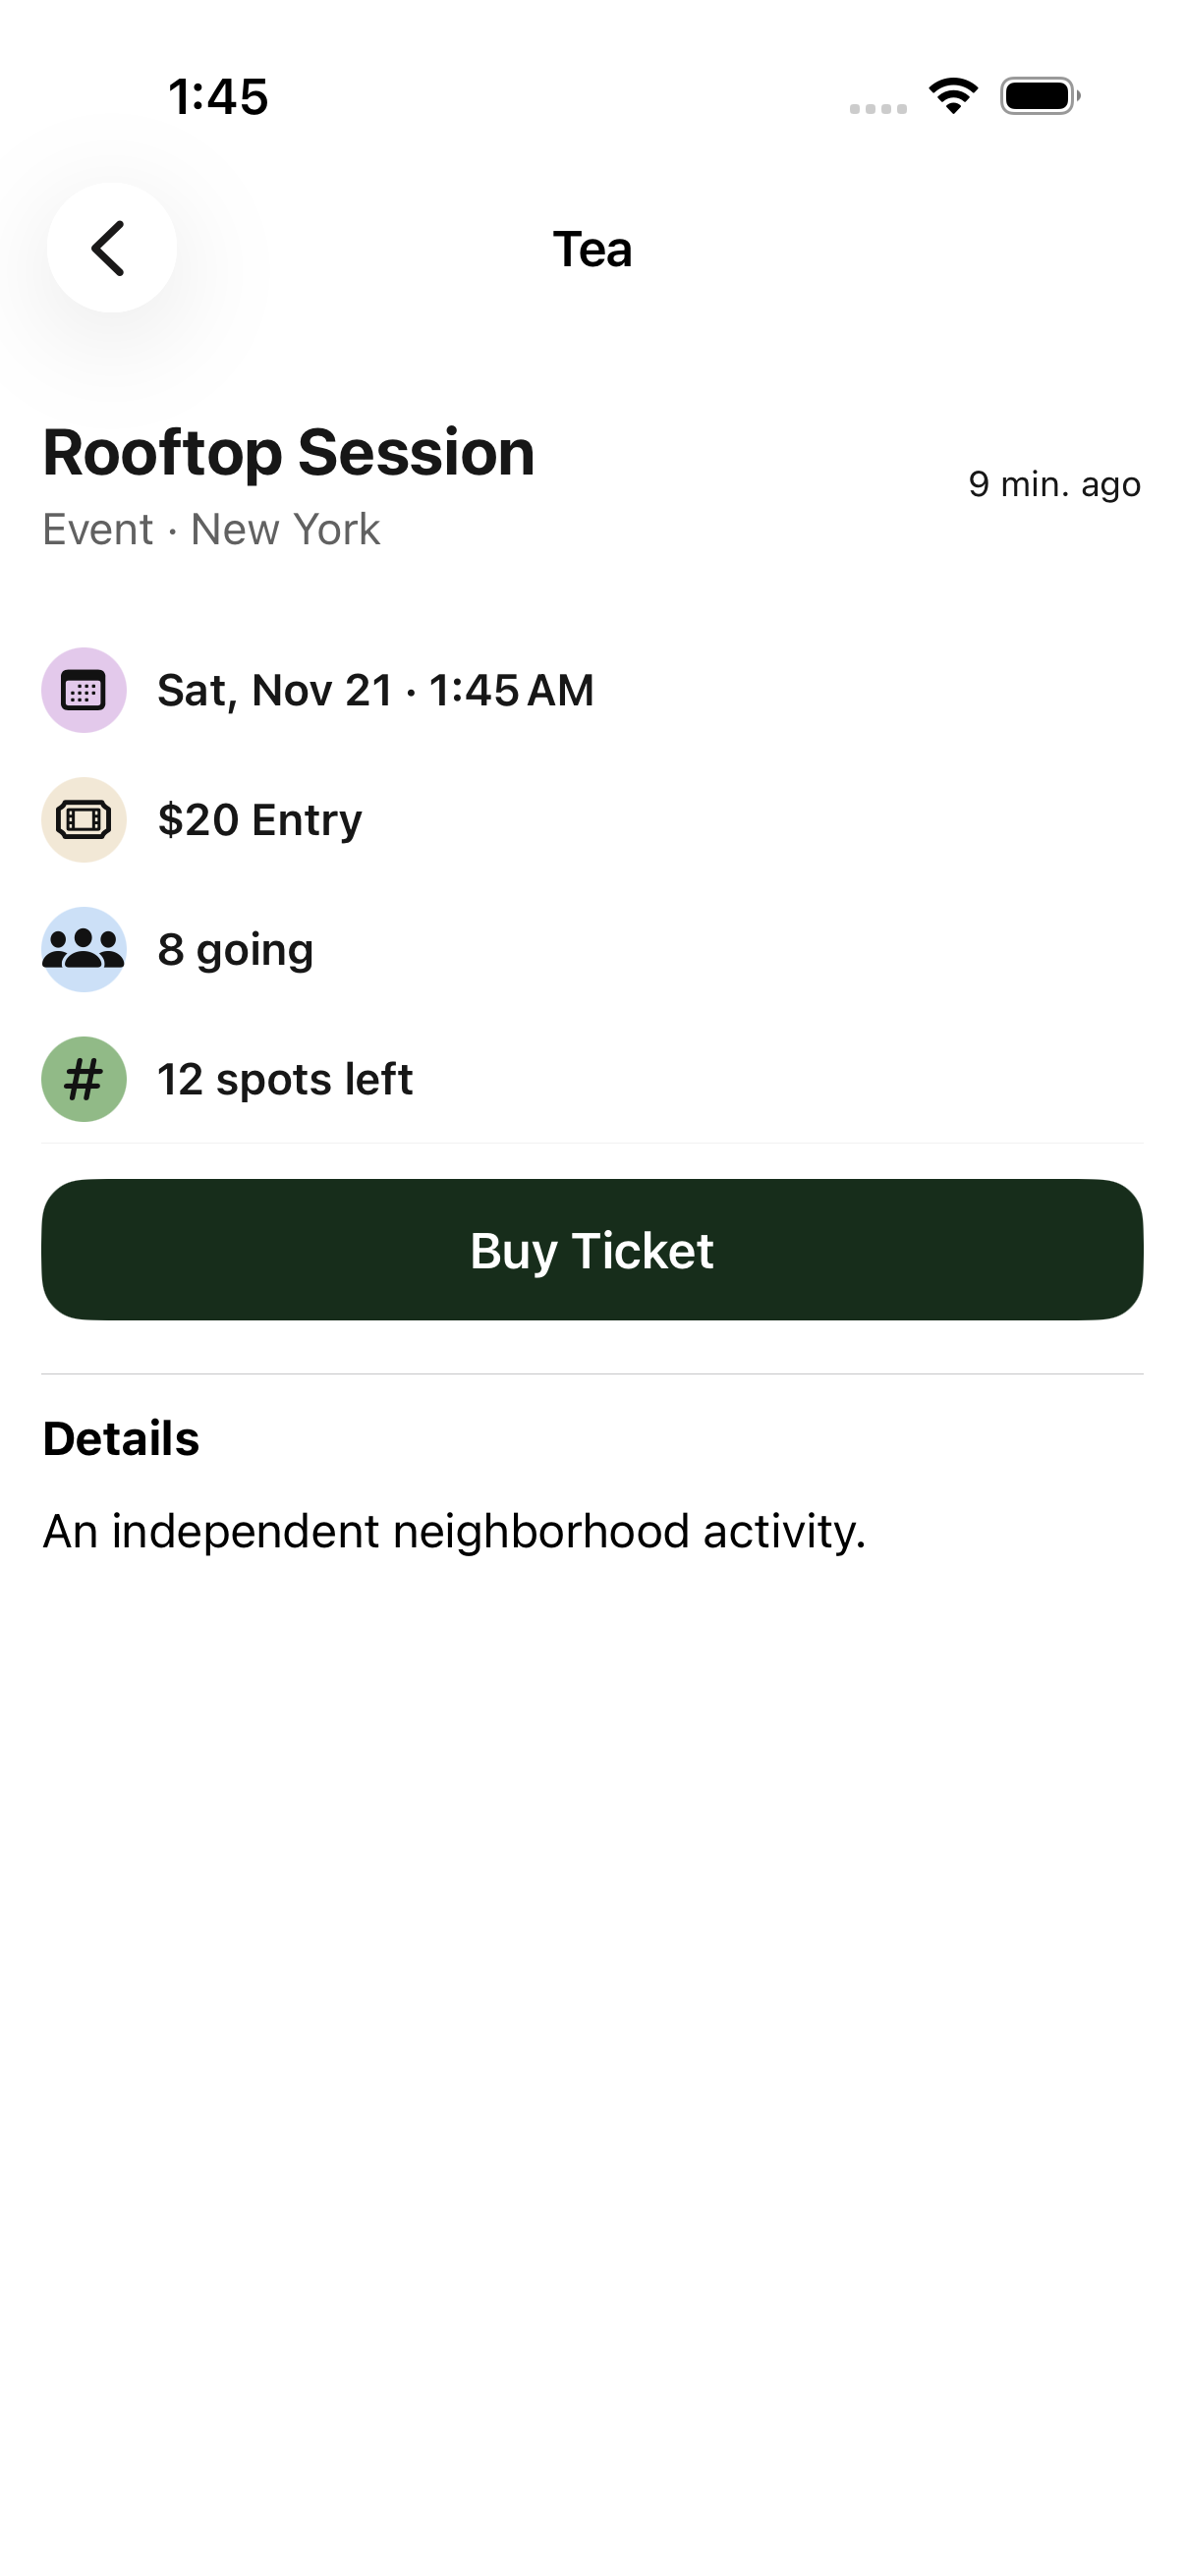 1:45
Tea
Rooftop Session
9 min. ago
Event · New York
Sat, Nov 21 · 1:45 AM
$20 Entry
8 going
# 12 spots left
Buy Ticket
Details
An independent neighborhood activity.